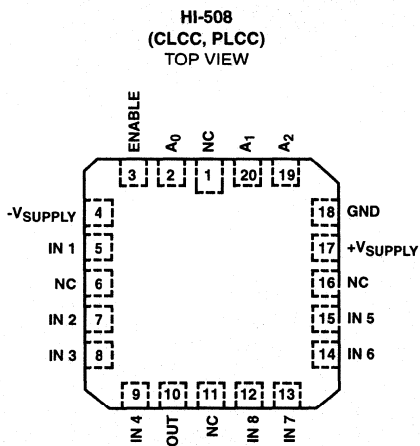 HI-508
(CLCC, PLCC)
TOP VIEW
ENABLE
A0
NC
A1
A2
3
2
1
20
19
-VSUPPLY
4
18
GND
IN 1
5
17
+VSUPPLY
NC
6
16
NC
IN 2
7
15
IN 5
IN 3
8
14
IN 6
9
10
11
12
13
IN 4
OUT
NC
IN 8
IN 7